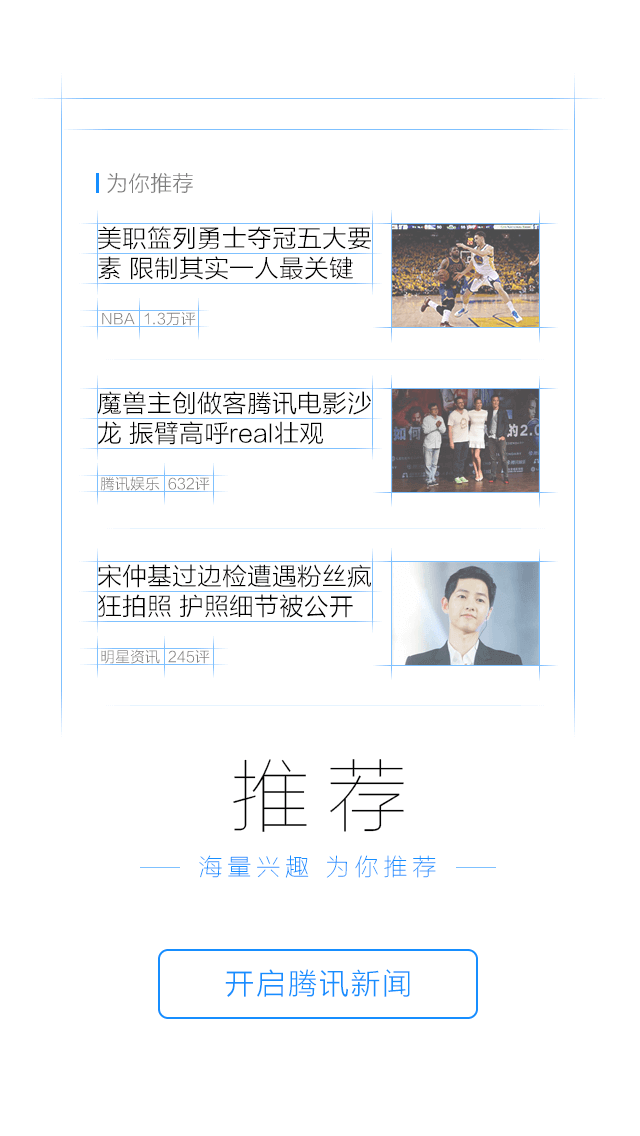 为你推荐
美职篮列勇士夺冠五大要
素 限制其实一人最关键
NBA 1.3万评
魔兽主创做客腾讯电影沙
龙 振臂高呼real壮观
如何 的2.0
腾讯娱乐 632评
宋仲基过边检遭遇粉丝疯
狂拍照 护照细节被公开
明星资讯 245评
推荐
海量兴趣 为你推荐
开启腾讯新闻